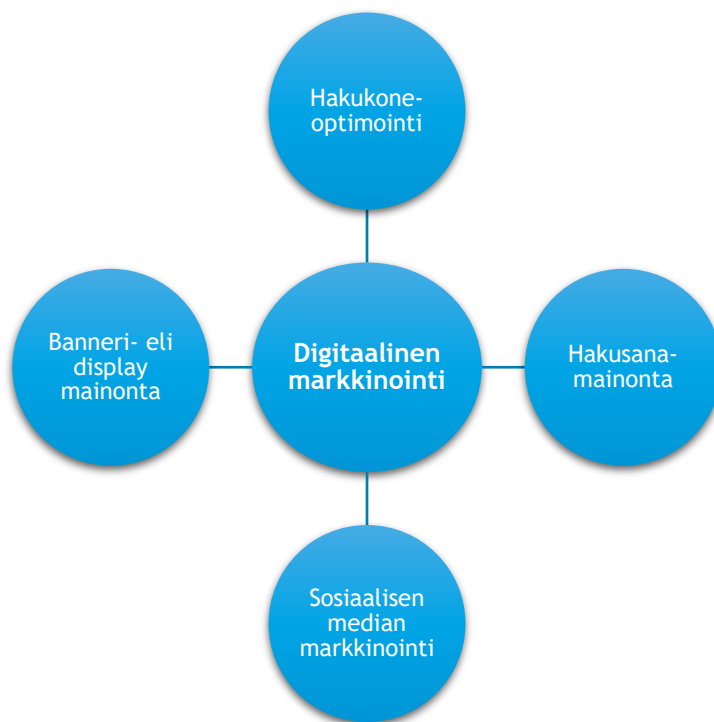 Hakukone-
optimointi
Banneri- eli
display
mainonta
Digitaalinen
markkinointi
Hakusana-
mainonta
Sosiaalisen
median
markkinointi